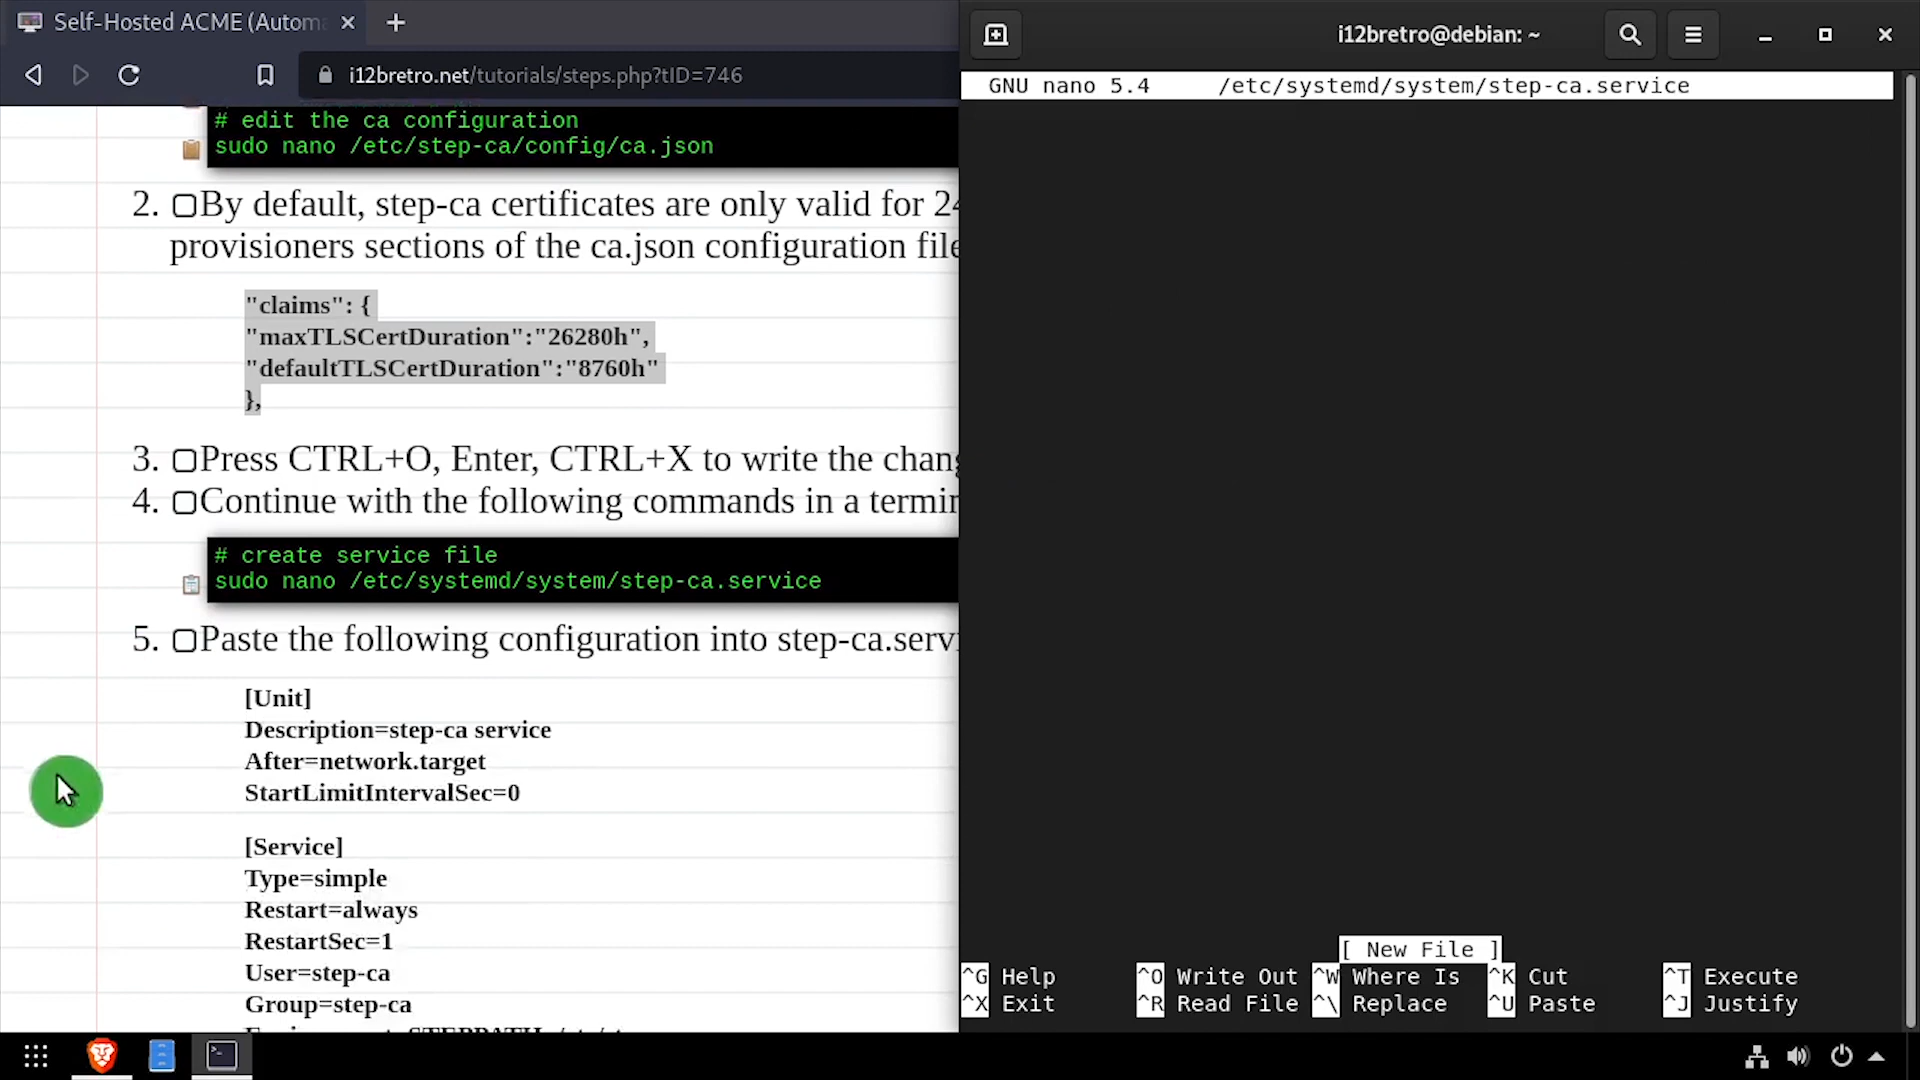 Self-Hosted ACME (Automa
i12bretro.net/tutorials/steps.php?tID=746
# edit the ca configuration
sudo nano /etc/step-ca/config/ca.json
2. By default, step-ca certificates are only valid for 24
provisioners sections of the ca.json configuration file
"claims": {
"maxTLSCertDuration":"26280h",
"defaultTLSCertDuration":"8760h"
},
3. Press CTRL+O, Enter, CTRL+X to write the chang
4. Continue with the following commands in a termin
# create service file
sudo nano /etc/systemd/system/step-ca.service
5. Paste the following configuration into step-ca.servi
[Unit]
Description=step-ca service
After=network.target
StartLimitIntervalSec=0
[Service]
Type=simple
Restart=always
RestartSec=1
User=step-ca
Group=step-ca
i12bretro@debian: ~
GNU nano 5.4 /etc/systemd/system/step-ca.service
[ New File ]
^G Help ^O Write Out ^W Where Is ^K Cut ^T Execute
^X Exit ^R Read File ^\ Replace ^U Paste ^J Justify